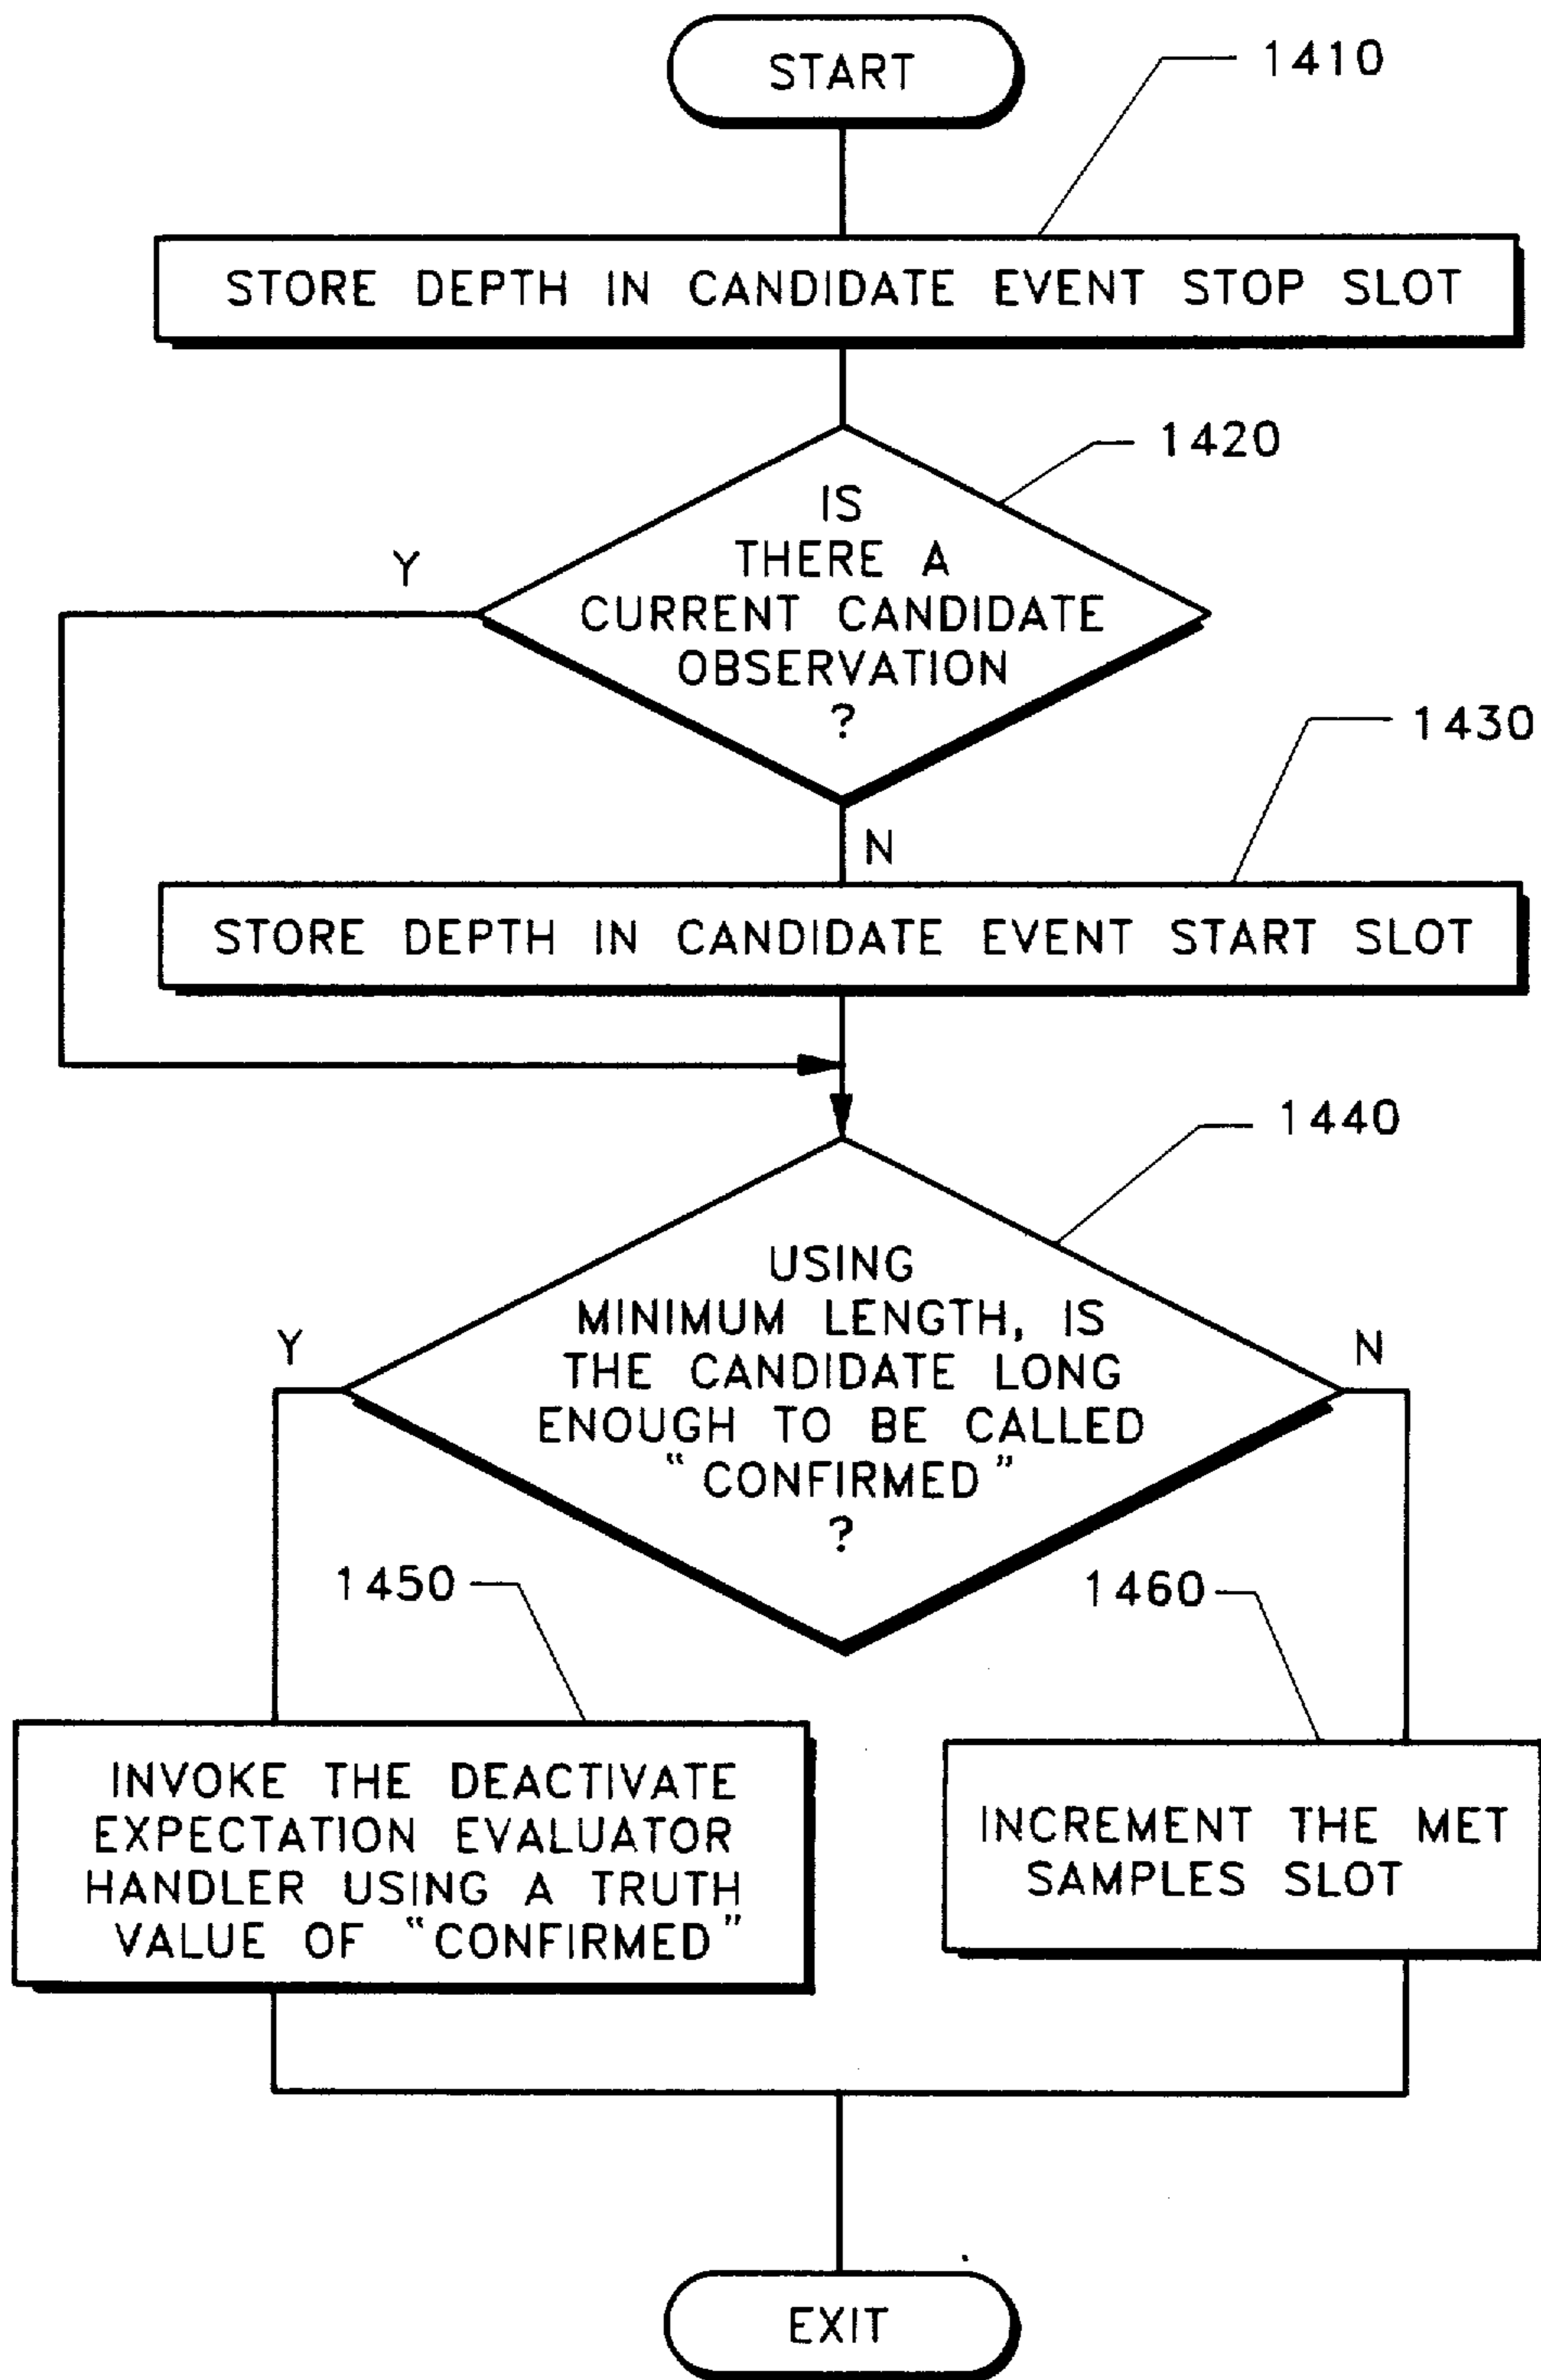 START
1410
STORE DEPTH IN CANDIDATE EVENT STOP SLOT
1420
IS
THERE A
CURRENT CANDIDATE
OBSERVATION
?
Y
N
1430
STORE DEPTH IN CANDIDATE EVENT START SLOT
1440
USING
MINIMUM LENGTH, IS
THE CANDIDATE LONG
ENOUGH TO BE CALLED
"CONFIRMED"
?
Y
N
1450
1460
INVOKE THE DEACTIVATE
EXPECTATION EVALUATOR
HANDLER USING A TRUTH
VALUE OF "CONFIRMED"
INCREMENT THE MET
SAMPLES SLOT
EXIT